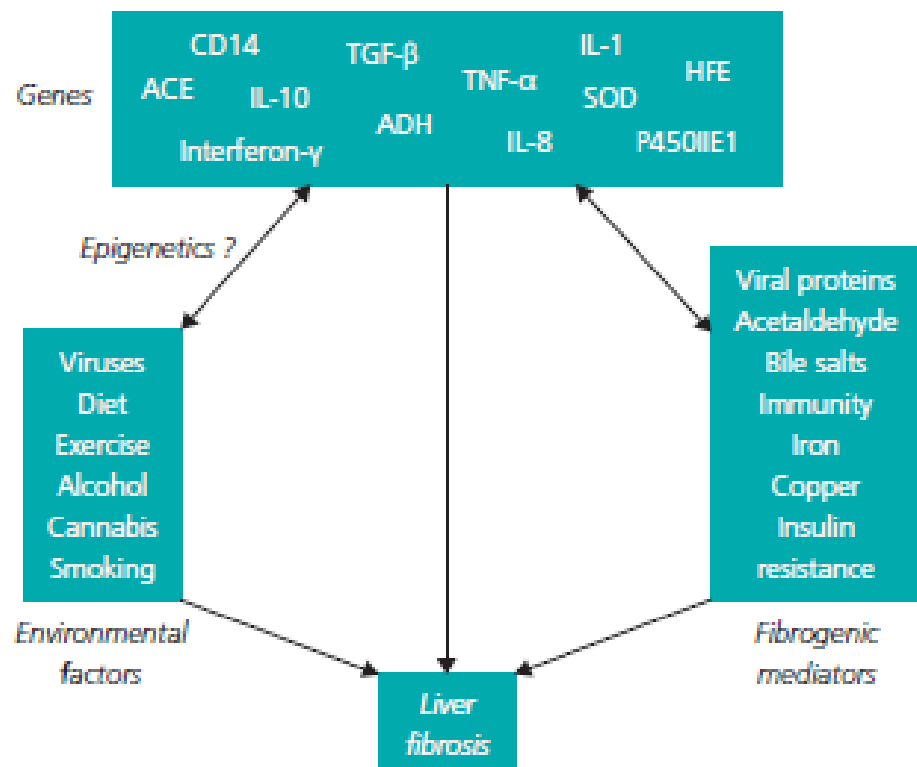 Genes
CD14
TGF-β
IL-1
HFE
ACE
IL-10
TNF-α
SOD
ADH
Interferon-γ
IL-8
P450IIE1
Epigenetics ?
Viruses
Diet
Exercise
Alcohol
Cannabis
Smoking
Environmental
factors
Viral proteins
Acetaldehyde
Bile salts
Immunity
Iron
Copper
Insulin
resistance
Fibrogenic
mediators
Liver
fibrosis